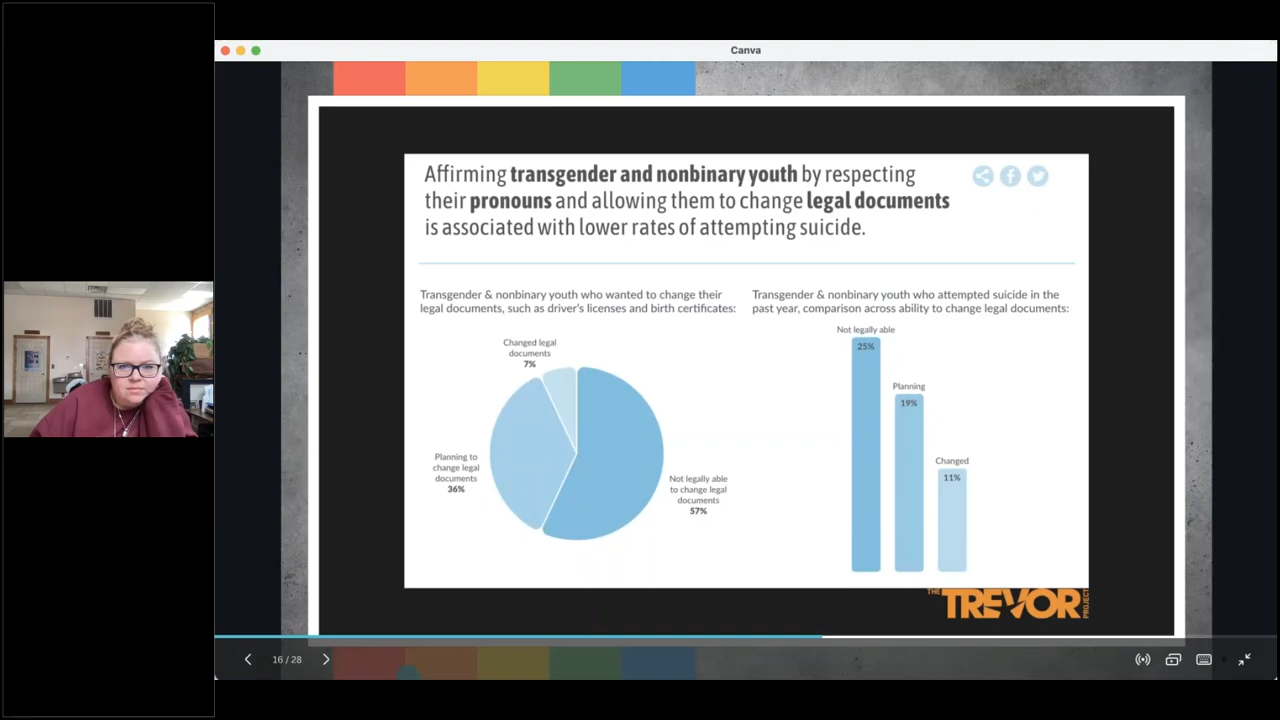 Canva
Affirming transgender and nonbinary youth by respecting
their pronouns and allowing them to change legal documents
is associated with lower rates of attempting suicide.
Transgender & nonbinary youth who wanted to change their
legal documents, such as driver's licenses and birth certificates:
Changed legal
documents
7%
Planning to
change legal
documents
36%
Not legally able
to change legal
documents
57%
Transgender & nonbinary youth who attempted suicide in the
past year, comparison across ability to change legal documents:
Not legally able
25%
Planning
19%
Changed
11%
THE
TREVOR
PROJECT
16 / 28